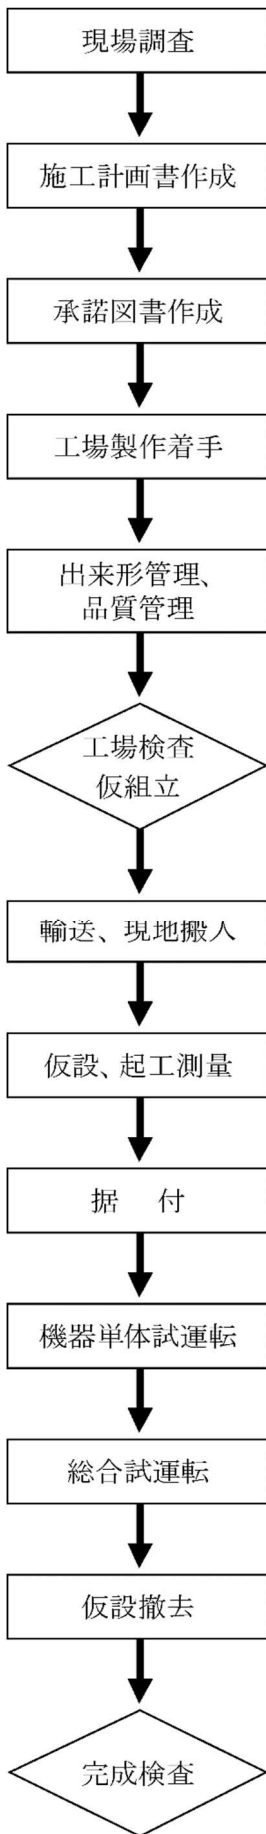 現場調査
施工計画書作成
承諾図書作成
工場製作着手
出来形管理、
品質管理
工場検査
仮組立
輸送、現地搬入
仮設、起工測量
据　付
機器単体試運転
総合試運転
仮設撤去
完成検査